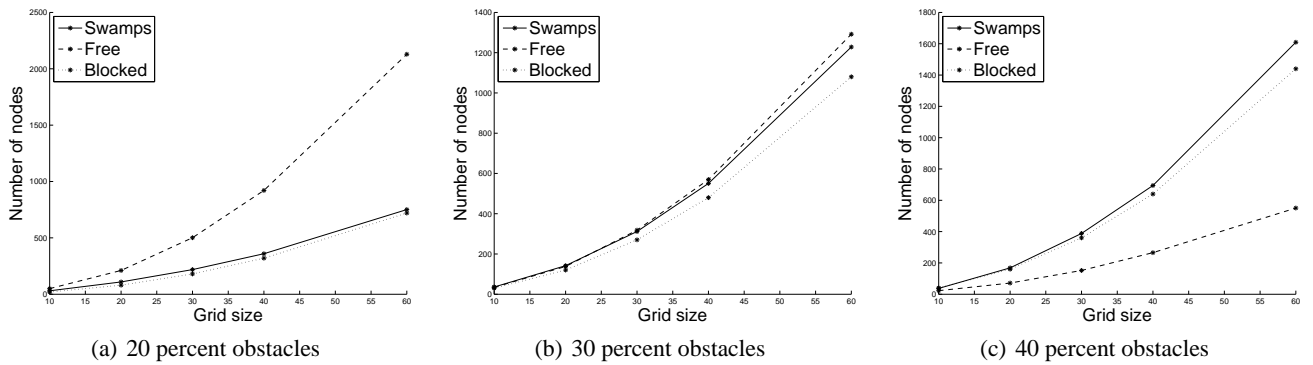 2500
2000
1500
1000
500
0
Number of nodes
Swamps
Free
Blocked
10 15 20 25 30 35 40 45 50 55 60
Grid size
(a) 20 percent obstacles
1400
1200
1000
800
600
400
200
0
Number of nodes
Swamps
Free
Blocked
10 15 20 25 30 35 40 45 50 55 60
Grid size
(b) 30 percent obstacles
1800
1600
1400
1200
1000
800
600
400
200
0
Number of nodes
Swamps
Free
Blocked
10 15 20 25 30 35 40 45 50 55 60
Grid size
(c) 40 percent obstacles